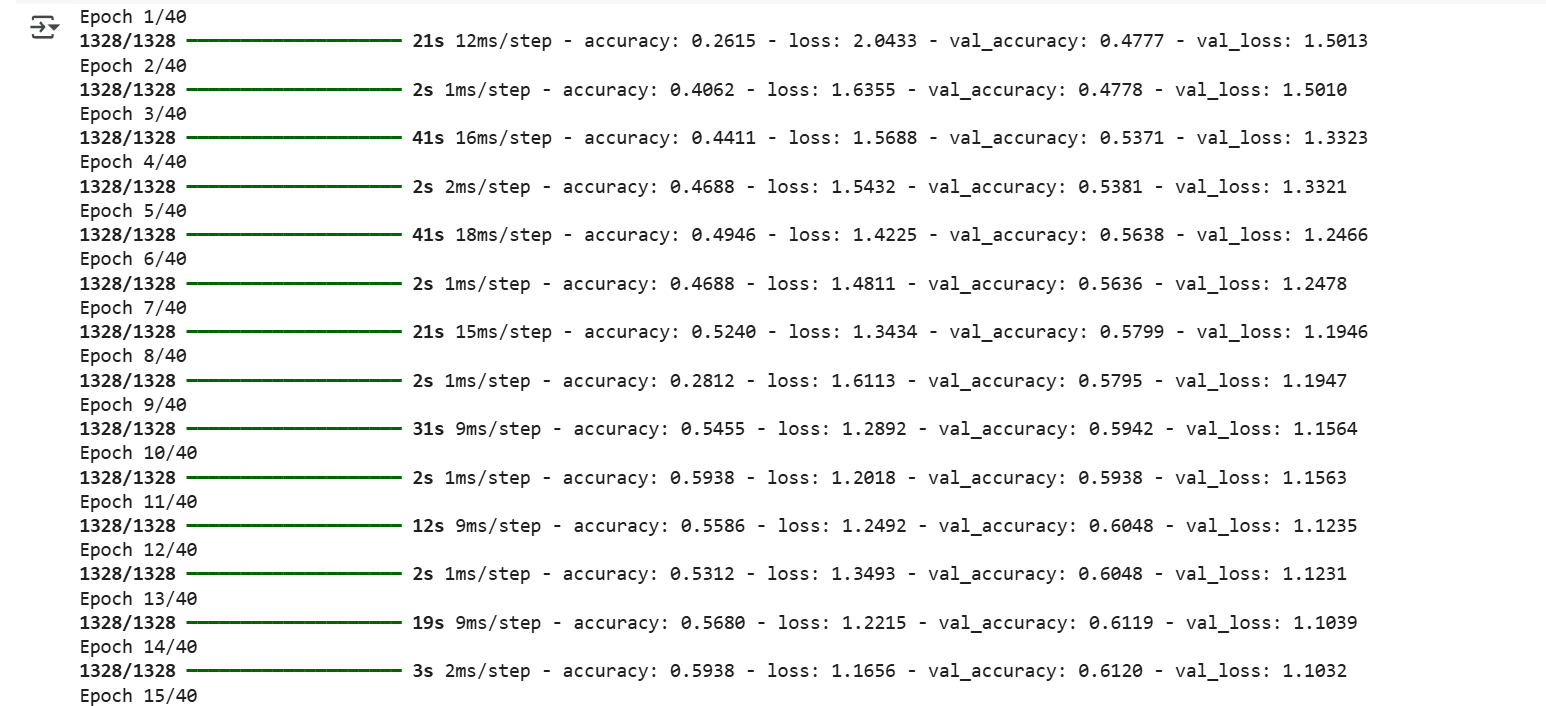 Epoch 1/40
1328/1328 ━━━━━━━━━━━━━━━━━━━━ 21s 12ms/step - accuracy: 0.2615 - loss: 2.0433 - val_accuracy: 0.4777 - val_loss: 1.5013
Epoch 2/40
1328/1328 ━━━━━━━━━━━━━━━━━━━━ 2s 1ms/step - accuracy: 0.4062 - loss: 1.6355 - val_accuracy: 0.4778 - val_loss: 1.5010
Epoch 3/40
1328/1328 ━━━━━━━━━━━━━━━━━━━━ 41s 16ms/step - accuracy: 0.4411 - loss: 1.5688 - val_accuracy: 0.5371 - val_loss: 1.3323
Epoch 4/40
1328/1328 ━━━━━━━━━━━━━━━━━━━━ 2s 2ms/step - accuracy: 0.4688 - loss: 1.5432 - val_accuracy: 0.5381 - val_loss: 1.3321
Epoch 5/40
1328/1328 ━━━━━━━━━━━━━━━━━━━━ 41s 18ms/step - accuracy: 0.4946 - loss: 1.4225 - val_accuracy: 0.5638 - val_loss: 1.2466
Epoch 6/40
1328/1328 ━━━━━━━━━━━━━━━━━━━━ 2s 1ms/step - accuracy: 0.4688 - loss: 1.4811 - val_accuracy: 0.5636 - val_loss: 1.2478
Epoch 7/40
1328/1328 ━━━━━━━━━━━━━━━━━━━━ 21s 15ms/step - accuracy: 0.5240 - loss: 1.3434 - val_accuracy: 0.5799 - val_loss: 1.1946
Epoch 8/40
1328/1328 ━━━━━━━━━━━━━━━━━━━━ 2s 1ms/step - accuracy: 0.2812 - loss: 1.6113 - val_accuracy: 0.5795 - val_loss: 1.1947
Epoch 9/40
1328/1328 ━━━━━━━━━━━━━━━━━━━━ 31s 9ms/step - accuracy: 0.5455 - loss: 1.2892 - val_accuracy: 0.5942 - val_loss: 1.1564
Epoch 10/40
1328/1328 ━━━━━━━━━━━━━━━━━━━━ 2s 1ms/step - accuracy: 0.5938 - loss: 1.2018 - val_accuracy: 0.5938 - val_loss: 1.1563
Epoch 11/40
1328/1328 ━━━━━━━━━━━━━━━━━━━━ 12s 9ms/step - accuracy: 0.5586 - loss: 1.2492 - val_accuracy: 0.6048 - val_loss: 1.1235
Epoch 12/40
1328/1328 ━━━━━━━━━━━━━━━━━━━━ 2s 1ms/step - accuracy: 0.5312 - loss: 1.3493 - val_accuracy: 0.6048 - val_loss: 1.1231
Epoch 13/40
1328/1328 ━━━━━━━━━━━━━━━━━━━━ 19s 9ms/step - accuracy: 0.5680 - loss: 1.2215 - val_accuracy: 0.6119 - val_loss: 1.1039
Epoch 14/40
1328/1328 ━━━━━━━━━━━━━━━━━━━━ 3s 2ms/step - accuracy: 0.5938 - loss: 1.1656 - val_accuracy: 0.6120 - val_loss: 1.1032
Epoch 15/40